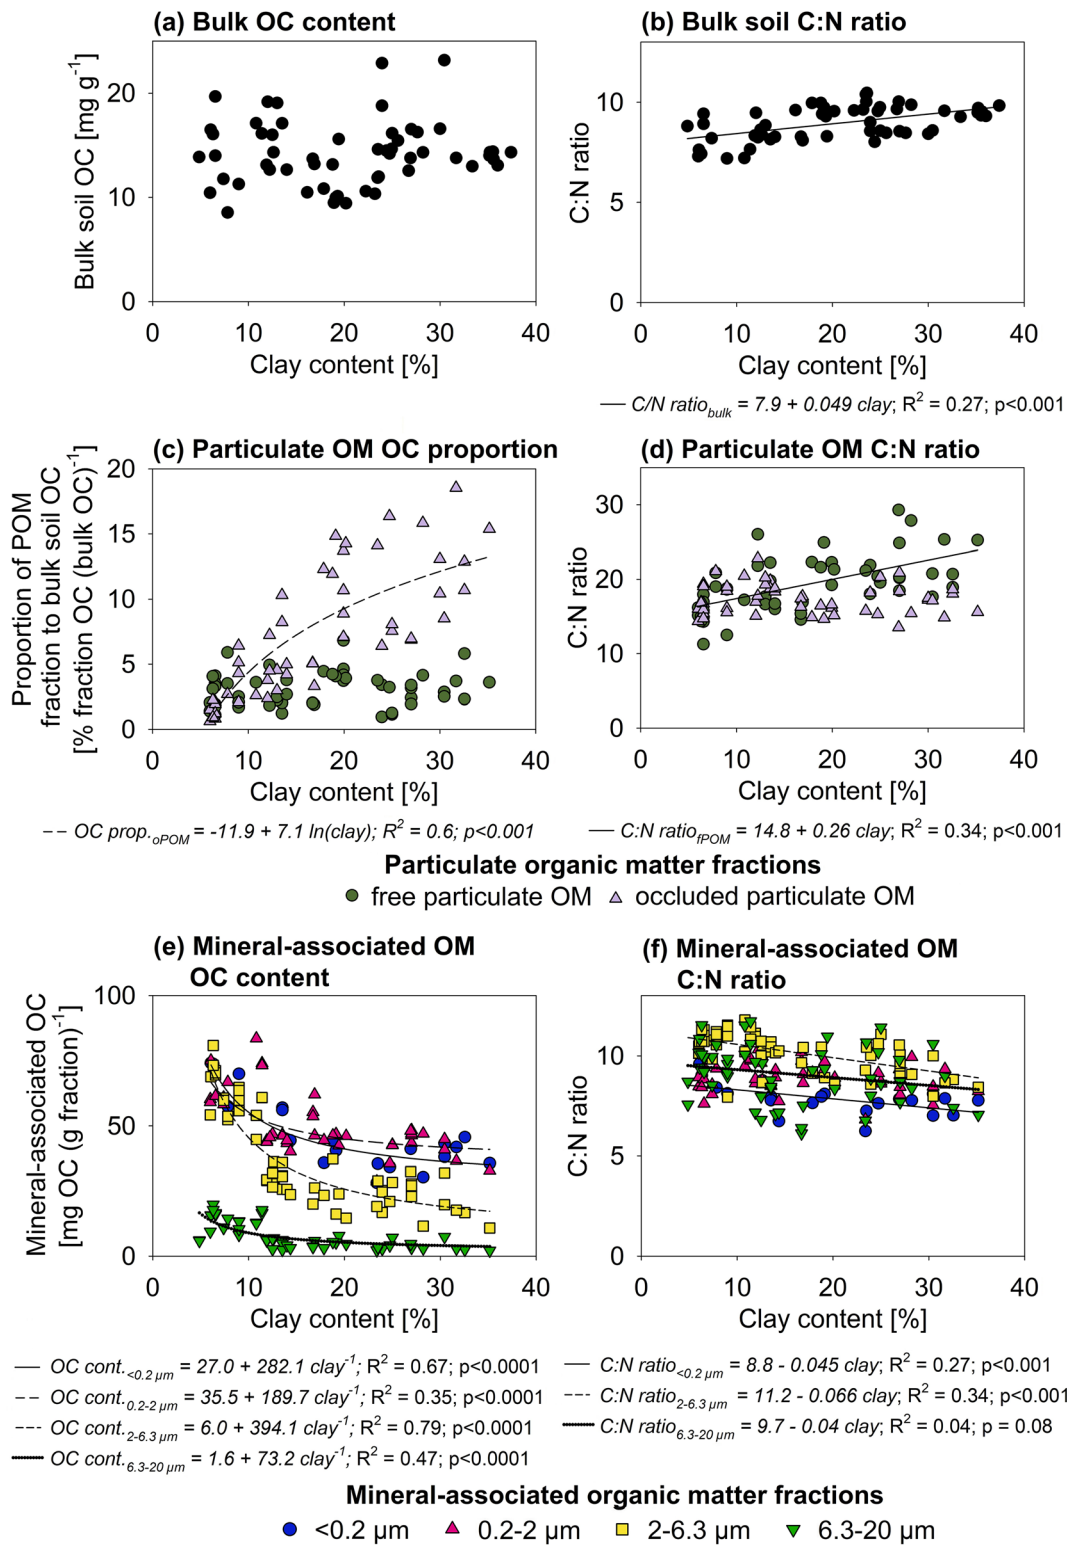 (a) Bulk OC content
(b) Bulk soil C:N ratio
Bulk soil OC [mg g⁻¹]
20
10
0
0 10 20 30 40
Clay content [%]
C:N ratio
10
5
0
0 10 20 30 40
Clay content [%]
C/N ratio_bulk = 7.9 + 0.049 clay; R² = 0.27; p<0.001
(c) Particulate OM OC proportion
(d) Particulate OM C:N ratio
Proportion of POM
fraction to bulk soil OC
[% fraction OC (bulk OC)⁻¹]
20
15
10
5
0
0 10 20 30 40
Clay content [%]
C:N ratio
30
20
10
0
0 10 20 30 40
Clay content [%]
OC prop._oPOM = -11.9 + 7.1 ln(clay); R² = 0.6; p<0.001
C:N ratio_fPOM = 14.8 + 0.26 clay; R² = 0.34; p<0.001
Particulate organic matter fractions
free particulate OM occluded particulate OM
(e) Mineral-associated OM
OC content
(f) Mineral-associated OM
C:N ratio
Mineral-associated OC
[mg OC (g fraction)⁻¹]
100
50
0
0 10 20 30 40
Clay content [%]
C:N ratio
10
5
0
0 10 20 30 40
Clay content [%]
OC cont._<0.2 µm = 27.0 + 282.1 clay⁻¹; R² = 0.67; p<0.0001
OC cont._0.2-2 µm = 35.5 + 189.7 clay⁻¹; R² = 0.35; p<0.0001
OC cont._2-6.3 µm = 6.0 + 394.1 clay⁻¹; R² = 0.79; p<0.0001
OC cont._6.3-20 µm = 1.6 + 73.2 clay⁻¹; R² = 0.47; p<0.0001
C:N ratio_<0.2 µm = 8.8 - 0.045 clay; R² = 0.27; p<0.001
C:N ratio_2-6.3 µm = 11.2 - 0.066 clay; R² = 0.34; p<0.001
C:N ratio_6.3-20 µm = 9.7 - 0.04 clay; R² = 0.04; p = 0.08
Mineral-associated organic matter fractions
<0.2 µm 0.2-2 µm 2-6.3 µm 6.3-20 µm